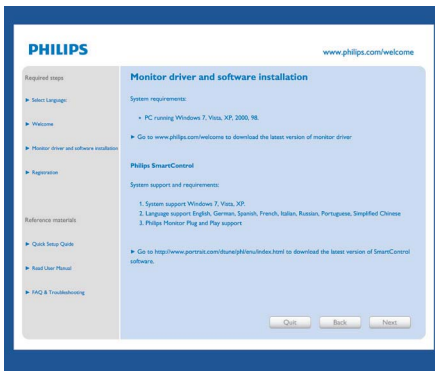 PHILIPS
www.philips.com/welcome
Required steps
► Select Language:
► Welcome
► Monitor driver and software installation
► Registration
Reference materials
► Quick Setup Quide
► Read User Manual
► FAQ & Troubleshooting
Monitor driver and software installation
System requirements:
• PC running Windows 7, Vista, XP, 2000, 98.
► Go to www.philips.com/welcome to download the latest version of monitor driver
Philips SmartControl
System support and requirements:
1. System support Windows 7, Vista, XP.
2. Language support English, German, Spanish, French, Italian, Russian, Portuguese, Simplified Chinese
3. Philips Monitor Plug and Play support
► Go to http://www.portrait.com/dtune/phl/enu/index.html to download the latest version of SmartControl
software.
Quit
Back
Next